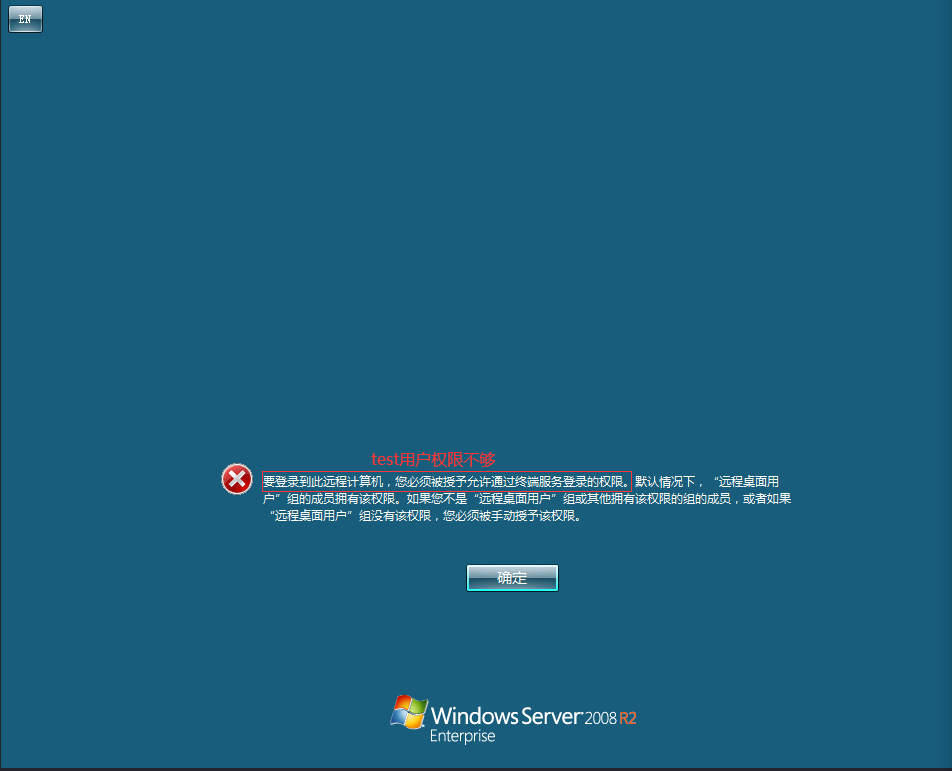 EN
test用户权限不够
要登录到此远程计算机，您必须被授予允许通过终端服务登录的权限。默认情况下，“远程桌面用
户”组的成员拥有该权限。如果您不是“远程桌面用户”组或其他拥有该权限的组的成员，或者如果
“远程桌面用户”组没有该权限，您必须被手动授予该权限。
确定
Windows Server 2008 R2
Enterprise